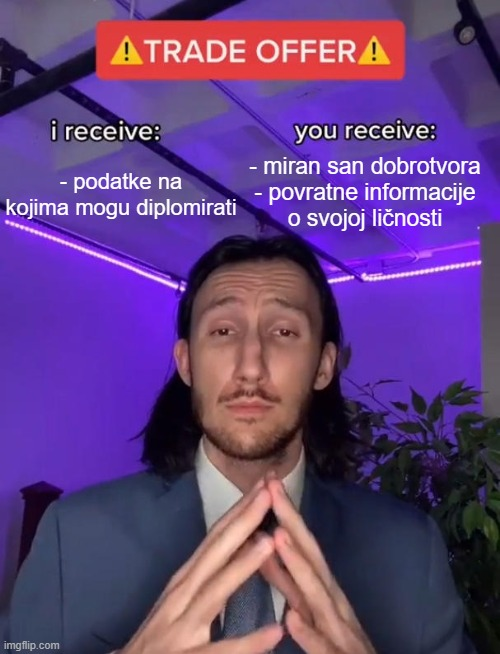 ⚠️TRADE OFFER⚠️
i receive:
- podatke na
kojima mogu diplomirati
you receive:
- miran san dobrotvora
- povratne informacije
o svojoj ličnosti
imgflip.com